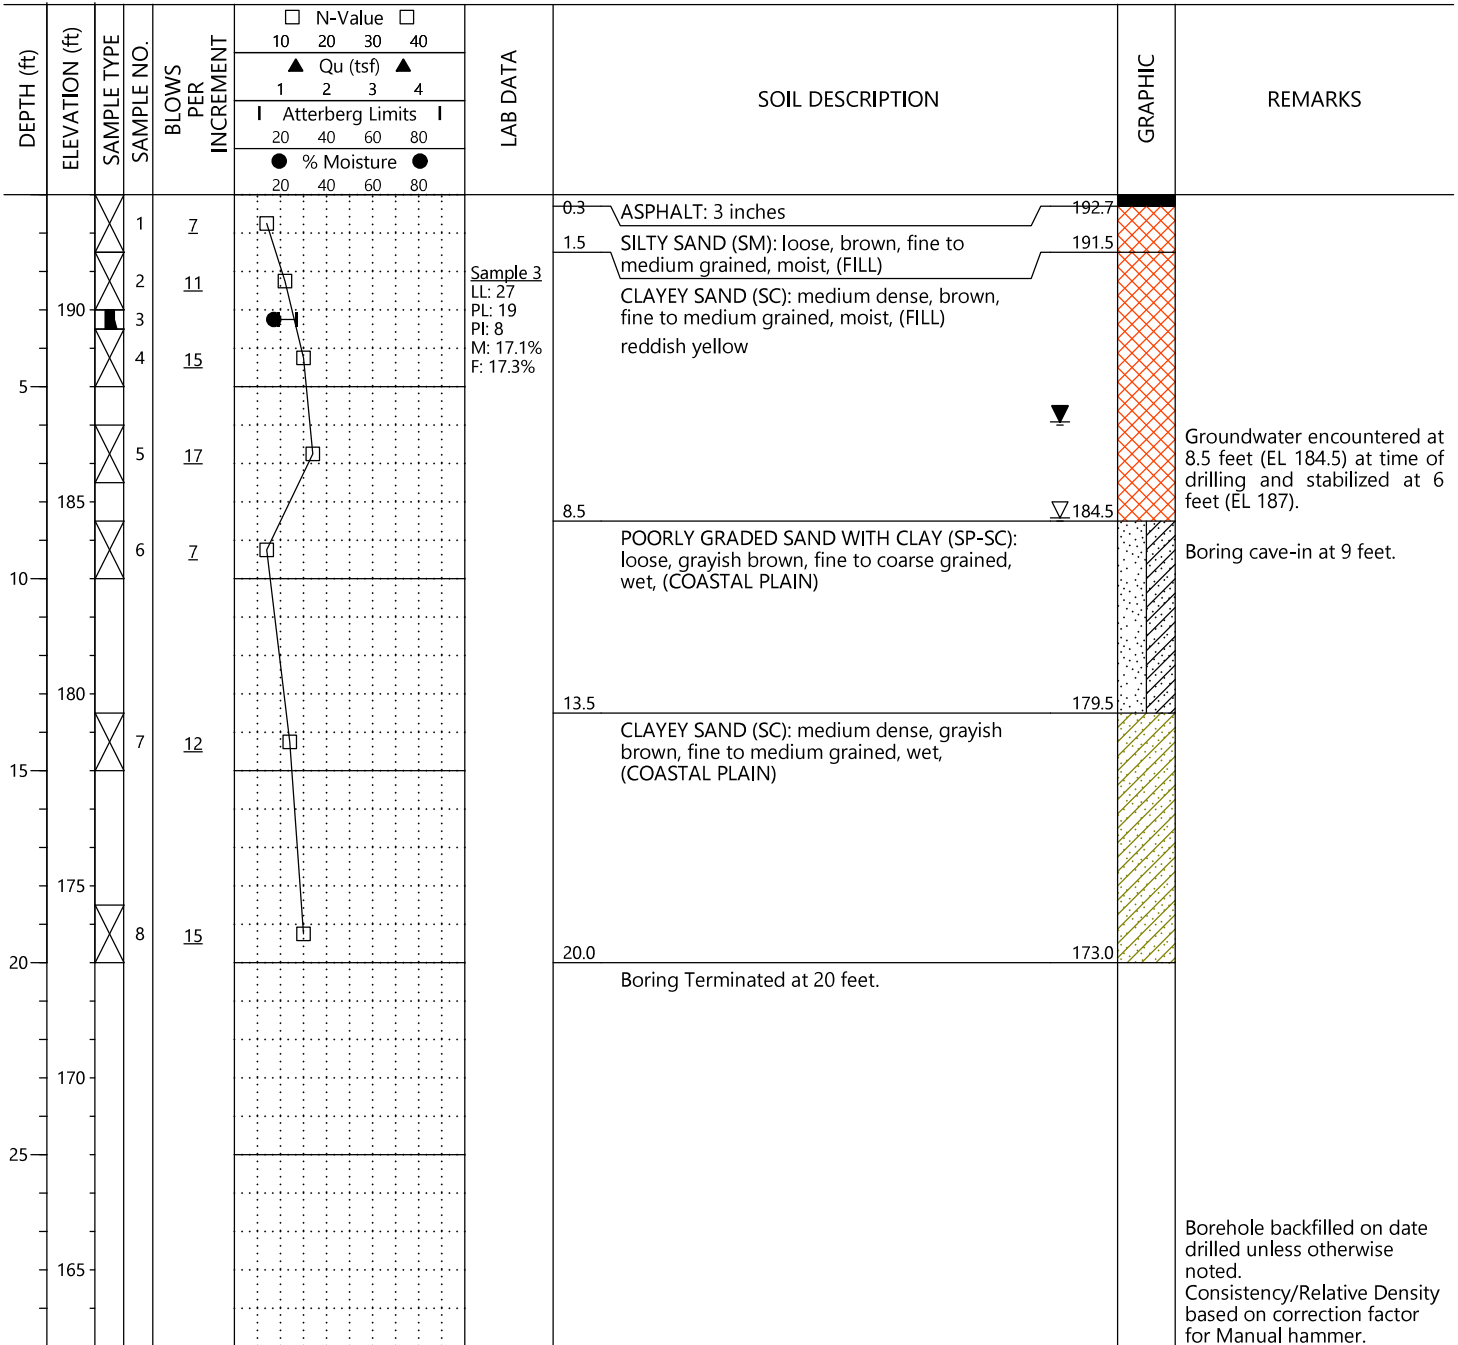 DEPTH (ft)
ELEVATION (ft)
SAMPLE TYPE
SAMPLE NO.
BLOWS
PER
INCREMENT
N-Value
10 20 30 40
Qu (tsf)
1 2 3 4
Atterberg Limits
20 40 60 80
% Moisture
20 40 60 80
LAB DATA
SOIL DESCRIPTION
GRAPHIC
REMARKS
0.3 ASPHALT: 3 inches 192.7
1 7
1.5 SILTY SAND (SM): loose, brown, fine to 191.5
medium grained, moist, (FILL)
2 11
Sample 3
LL: 27
PL: 19
PI: 8
M: 17.1%
F: 17.3%
CLAYEY SAND (SC): medium dense, brown,
fine to medium grained, moist, (FILL)
190
3
reddish yellow
4 15
5
5 17
Groundwater encountered at
8.5 feet (EL 184.5) at time of
drilling and stabilized at 6
feet (EL 187).
185
8.5 184.5
6 7
POORLY GRADED SAND WITH CLAY (SP-SC):
loose, grayish brown, fine to coarse grained,
wet, (COASTAL PLAIN)
Boring cave-in at 9 feet.
10
180
13.5 179.5
7 12
CLAYEY SAND (SC): medium dense, grayish
brown, fine to medium grained, wet,
(COASTAL PLAIN)
15
175
8 15
20.0 173.0
20
Boring Terminated at 20 feet.
170
25
165
Borehole backfilled on date
drilled unless otherwise
noted.
Consistency/Relative Density
based on correction factor
for Manual hammer.